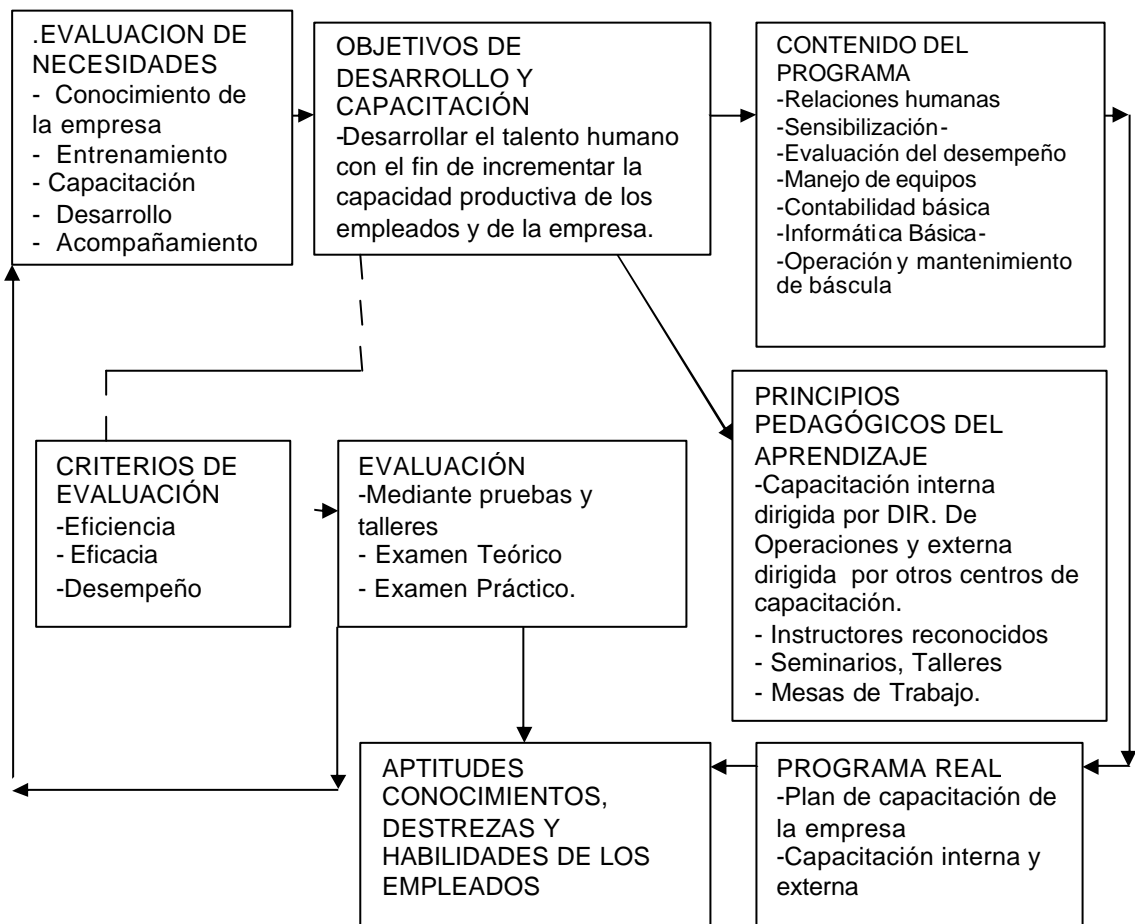 .EVALUACION DE
NECESIDADES
- Conocimiento de
la empresa
- Entrenamiento
- Capacitación
- Desarrollo
- Acompañamiento
OBJETIVOS DE
DESARROLLO Y
CAPACITACIÓN
-Desarrollar el talento humano
con el fin de incrementar la
capacidad productiva de los
empleados y de la empresa.
CONTENIDO DEL
PROGRAMA
-Relaciones humanas
-Sensibilización-
-Evaluación del desempeño
-Manejo de equipos
-Contabilidad básica
-Informática Básica-
-Operación y mantenimiento
de báscula
CRITERIOS DE
EVALUACIÓN
-Eficiencia
- Eficacia
-Desempeño
EVALUACIÓN
-Mediante pruebas y
talleres
- Examen Teórico
- Examen Práctico.
PRINCIPIOS
PEDAGÓGICOS DEL
APRENDIZAJE
-Capacitación interna
dirigida por DIR. De
Operaciones y externa
dirigida por otros centros de
capacitación.
- Instructores reconocidos
- Seminarios, Talleres
- Mesas de Trabajo.
APTITUDES
CONOCIMIENTOS,
DESTREZAS Y
HABILIDADES DE LOS
EMPLEADOS
PROGRAMA REAL
-Plan de capacitación de
la empresa
-Capacitación interna y
externa